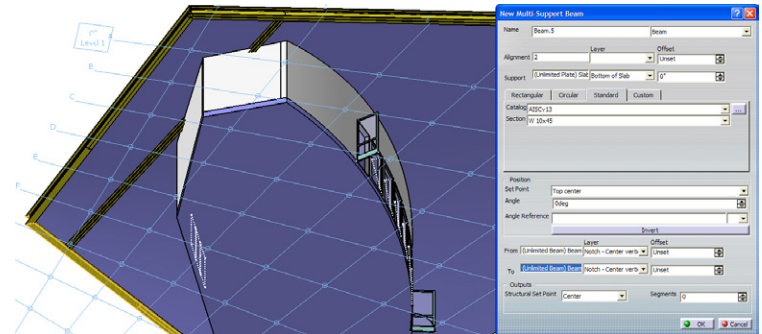 0"
Level 1
B
C
D
E
F
New Multi-Support Beam
Name Beam.5 Beam
Layer Offset
Alignment 2 Unset
Support (Unlimited Plate) Slab Bottom of Slab 0"
Rectangular Circular Standard Custom
Catalog AISCv13 ...
Section W 10x45
Position
Set Point Top center
Angle 0deg
Angle Reference
Invert
Layer Offset
From (Unlimited Beam) Beam Notch - Center verti Unset
To (Unlimited Beam) Beam Notch - Center verti Unset
Outputs
Structural Set Point Center Segments 0
OK Cancel